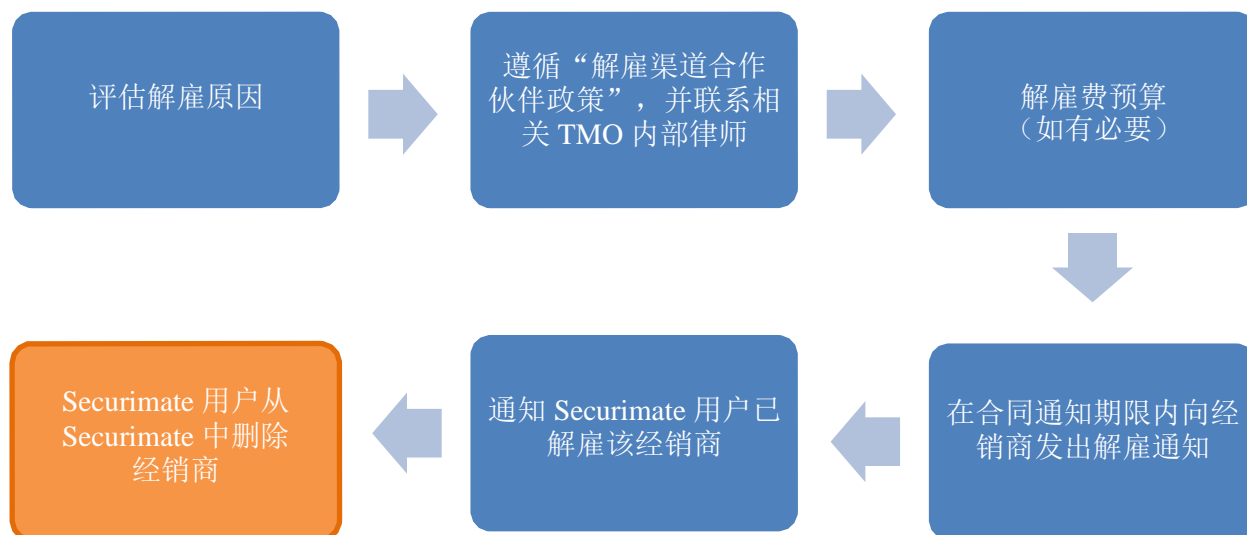 评估解雇原因
遵循“解雇渠道合作
伙伴政策”，并联系相
关 TMO 内部律师
解雇费预算
（如有必要）
在合同通知期限内向经
销商发出解雇通知
通知 Securimate 用户已
解雇该经销商
Securimate 用户从
Securimate 中删除
经销商